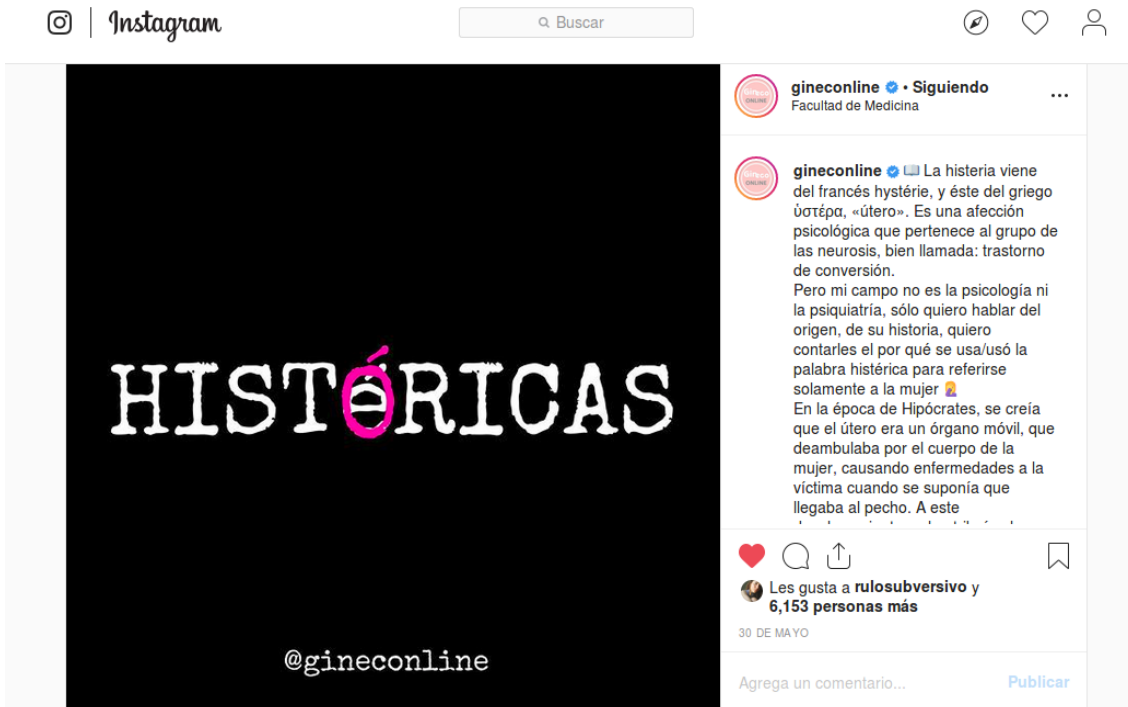 Instagram
Buscar
HISTÓRICAS
@gineconline
gineconline • Siguiendo
Facultad de Medicina
gineconline 📖 La histeria viene
del francés hystérie, y éste del griego
ὑστέρα, «útero». Es una afección
psicológica que pertenece al grupo de
las neurosis, bien llamada: trastorno
de conversión.
Pero mi campo no es la psicología ni
la psiquiatría, sólo quiero hablar del
origen, de su historia, quiero
contarles el por qué se usa/usó la
palabra histérica para referirse
solamente a la mujer 🤦‍♀️
En la época de Hipócrates, se creía
que el útero era un órgano móvil, que
deambulaba por el cuerpo de la
mujer, causando enfermedades a la
víctima cuando se suponía que
llegaba al pecho. A este
Les gusta a rulosubversivo y
6,153 personas más
30 DE MAYO
Agrega un comentario...
Publicar